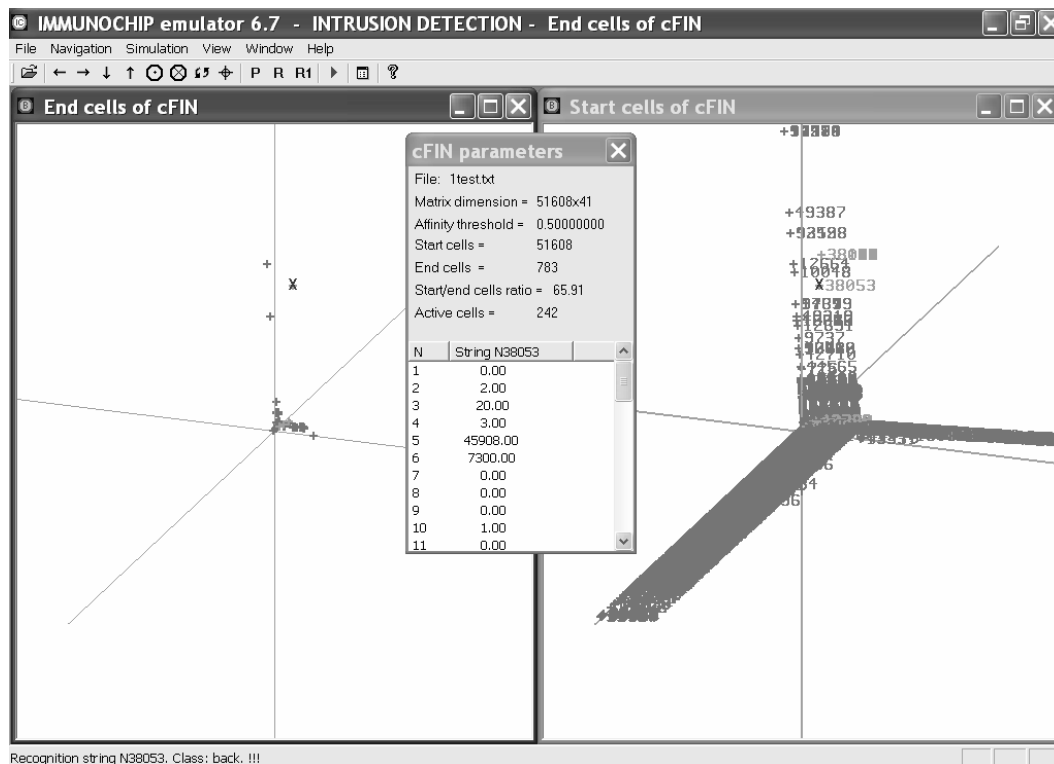 IMMUNOCHIP emulator 6.7 - INTRUSION DETECTION - End cells of cFIN
File Navigation Simulation View Window Help
P R R1
End cells of cFIN
Start cells of cFIN
cFIN parameters
File: 1test.txt
Matrix dimension = 51608x41
Affinity threshold = 0.50000000
Start cells = 51608
End cells = 783
Start/end cells ratio = 65.91
Active cells = 242
N String N38053
1 0.00
2 2.00
3 20.00
4 3.00
5 45908.00
6 7300.00
7 0.00
8 0.00
9 0.00
10 1.00
11 0.00
+49387
+10048
X38053
+9737
+12710
Recognition string N38053. Class: back. !!!